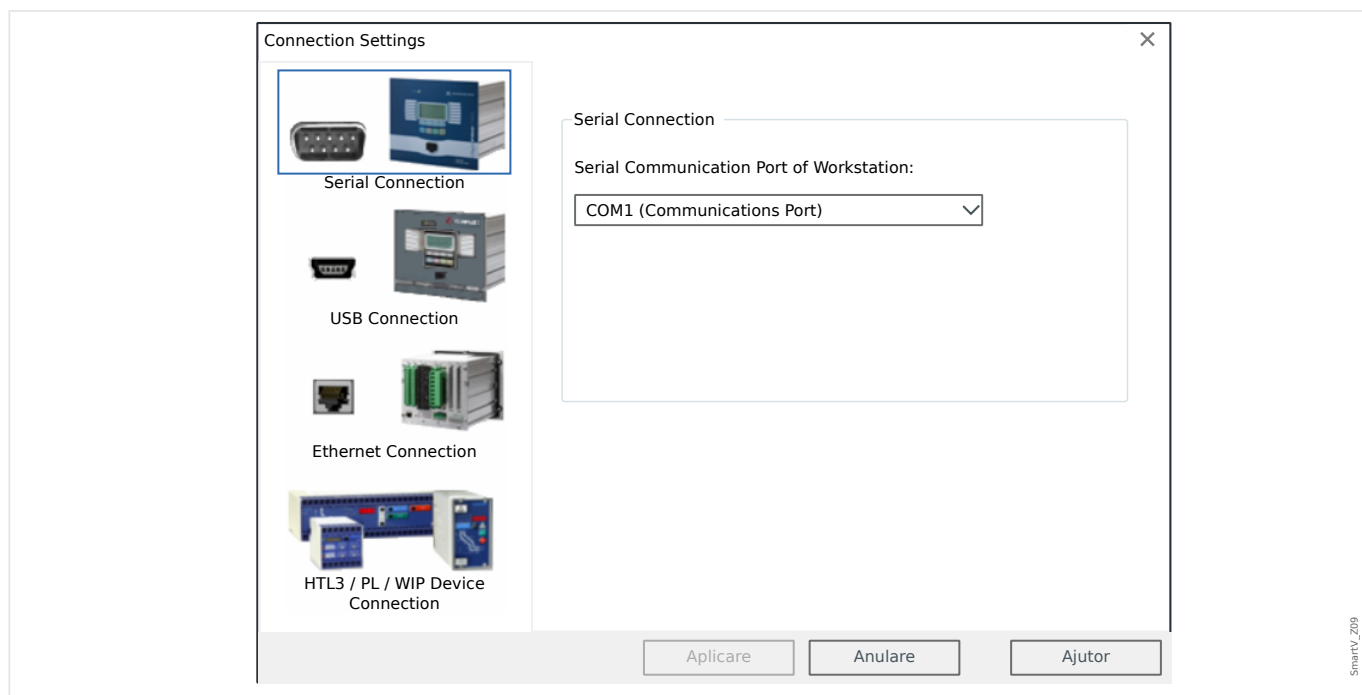 Connection Settings
Serial Connection
USB Connection
Ethernet Connection
HTL3 / PL / WIP Device
Connection
Serial Connection
Serial Communication Port of Workstation:
COM1 (Communications Port)
Aplicare
Anulare
Ajutor
SmartV_Z09